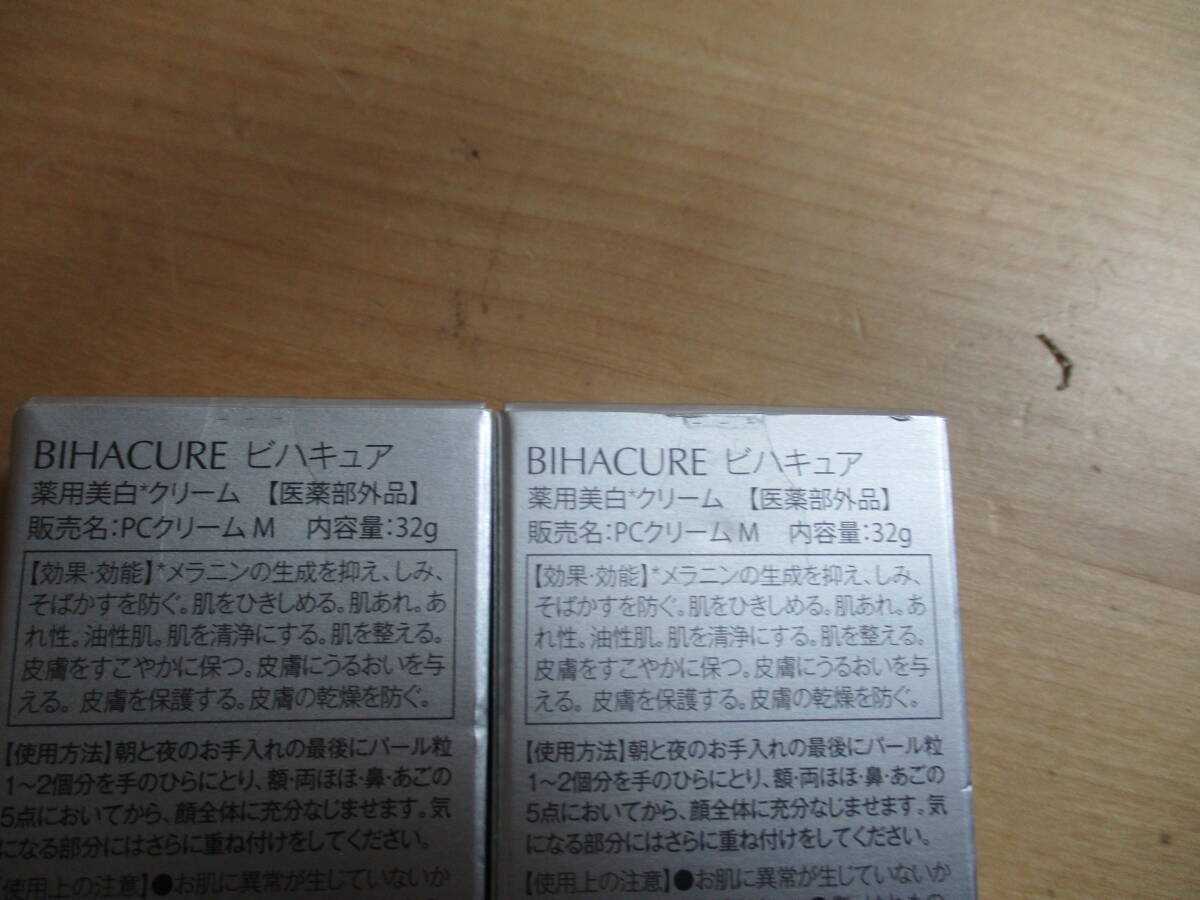 BIHACURE ビハキュア
薬用美白*クリーム 【医薬部外品】
販売名:PCクリーム M 内容量:32g
【効果・効能】*メラニンの生成を抑え、しみ、
そばかすを防ぐ。肌をひきしめる。肌あれ。あ
れ性。油性肌。肌を清浄にする。肌を整える。
皮膚をすこやかに保つ。皮膚にうるおいを与
える。皮膚を保護する。皮膚の乾燥を防ぐ。
【使用方法】朝と夜のお手入れの最後にパール粒
1~2個分を手のひらにとり、額・両ほほ・鼻・あごの
5点においてから、顔全体に充分なじませます。気
になる部分にはさらに重ね付けをしてください。
【使用上の注意】●お肌に異常が生じていないか
BIHACURE ビハキュア
薬用美白*クリーム 【医薬部外品】
販売名:PCクリーム M 内容量:32g
【効果・効能】*メラニンの生成を抑え、しみ、
そばかすを防ぐ。肌をひきしめる。肌あれ。あ
れ性。油性肌。肌を清浄にする。肌を整える。
皮膚をすこやかに保つ。皮膚にうるおいを与
える。皮膚を保護する。皮膚の乾燥を防ぐ。
【使用方法】朝と夜のお手入れの最後にパール粒
1~2個分を手のひらにとり、額・両ほほ・鼻・あごの
5点においてから、顔全体に充分なじませます。気
になる部分にはさらに重ね付けをしてください。
【使用上の注意】●お肌に異常が生じていないか